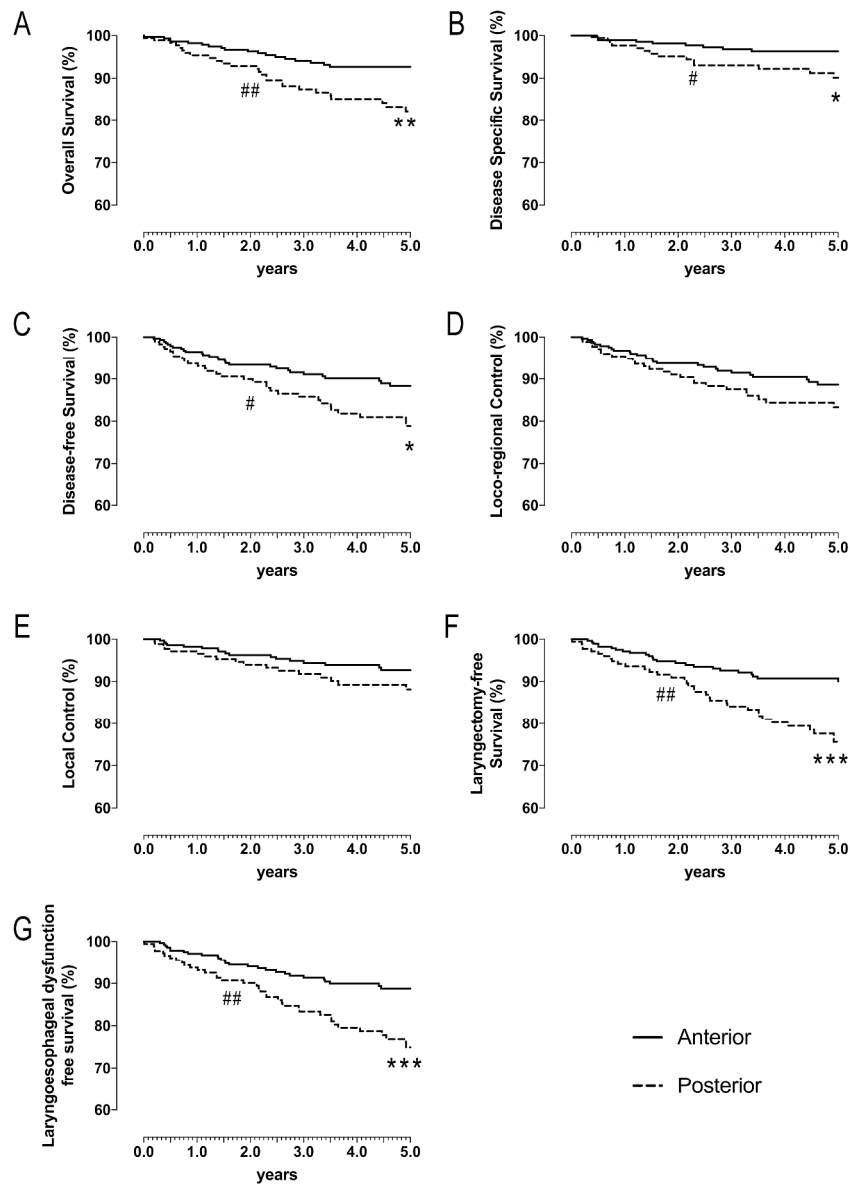 A
Overall Survival (%)
100
90
80
70
60
##
**
0.0 1.0 2.0 3.0 4.0 5.0
years
B
Disease Specific Survival (%)
100
90
80
70
60
#
*
0.0 1.0 2.0 3.0 4.0 5.0
years
C
Disease-free Survival (%)
100
90
80
70
60
#
*
0.0 1.0 2.0 3.0 4.0 5.0
years
D
Loco-regional Control (%)
100
90
80
70
60
0.0 1.0 2.0 3.0 4.0 5.0
years
E
Local Control (%)
100
90
80
70
60
0.0 1.0 2.0 3.0 4.0 5.0
years
F
Laryngectomy-free
Survival (%)
100
90
80
70
60
##
***
0.0 1.0 2.0 3.0 4.0 5.0
years
G
Laryngoesophageal dysfunction
free survival (%)
100
90
80
70
60
##
***
0.0 1.0 2.0 3.0 4.0 5.0
years
Anterior
Posterior